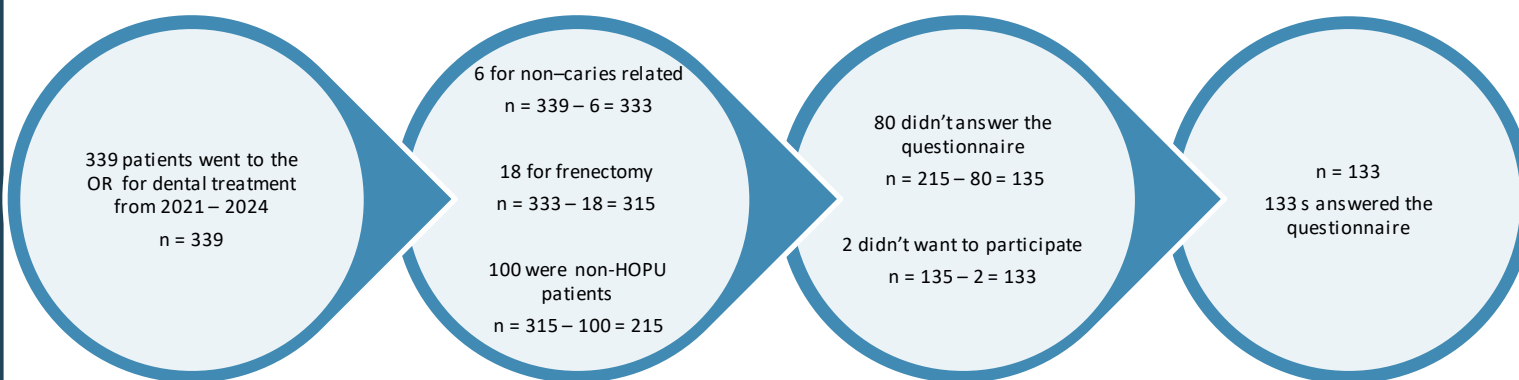 339 patients went to the
OR for dental treatment
from 2021 – 2024
n = 339
6 for non–caries related
n = 339 – 6 = 333
18 for frenectomy
n = 333 – 18 = 315
100 were non-HOPU
patients
n = 315 – 100 = 215
80 didn’t answer the
questionnaire
n = 215 – 80 = 135
2 didn’t want to participate
n = 135 – 2 = 133
n = 133
133 s answered the
questionnaire